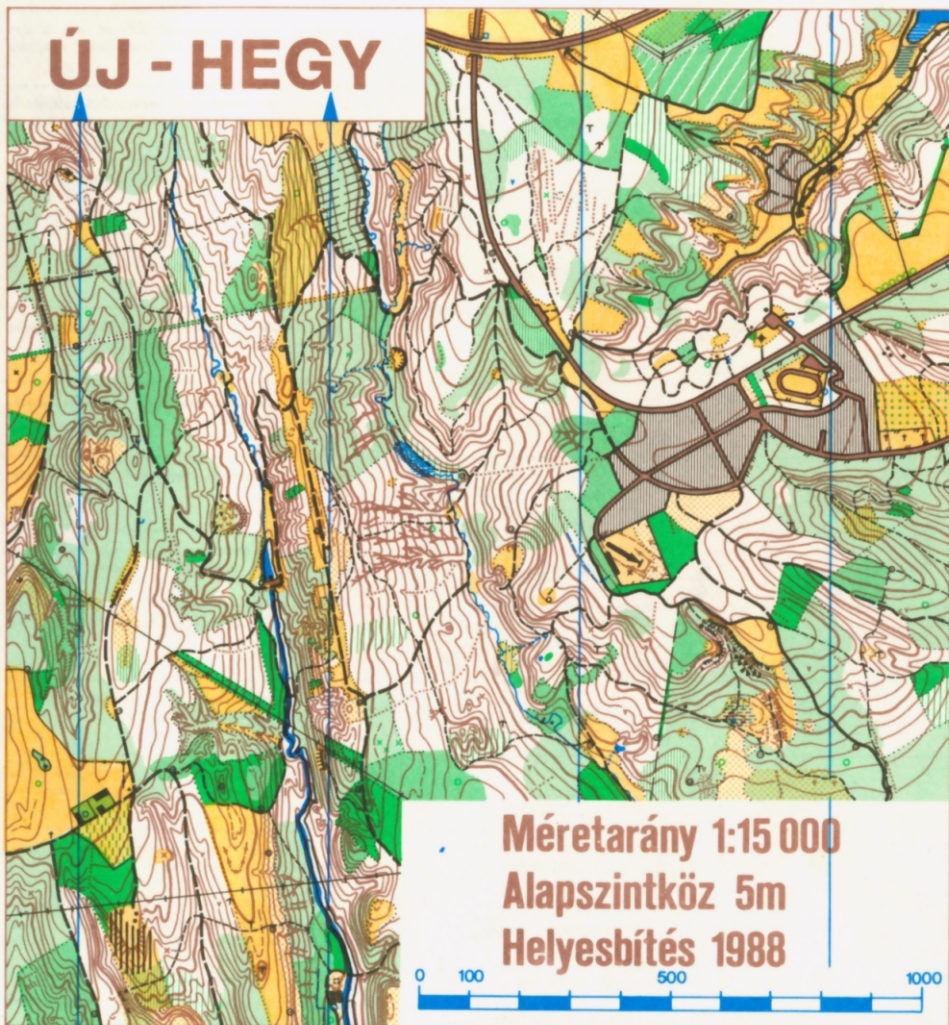 ÚJ - HEGY
Méretarány 1:15 000
Alapszintköz 5m
Helyesbítés 1988
0 100 500 1000